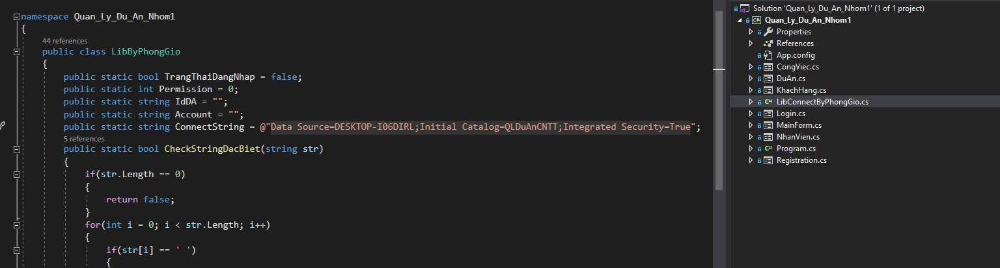 namespace Quan_Ly_Du_An_Nhom1
{
44 references
public class LibByPhongGio
{
public static bool TrangThaiDangNhap = false;
public static int Permission = 0;
public static string IdDA = "";
public static string Account = "";
public static string ConnectString = @"Data Source=DESKTOP-I06DIRL;Initial Catalog=QLDuAnCNTT;Integrated Security=True";
5 references
public static bool CheckStringDacBiet(string str)
{
if(str.Length == 0)
{
return false;
}
for(int i = 0; i < str.Length; i++)
{
if(str[i] == ' ')
{
Solution 'Quan_Ly_Du_An_Nhom1' (1 of 1 project)
C# Quan_Ly_Du_An_Nhom1
Properties
References
App.config
CongViec.cs
DuAn.cs
KhachHang.cs
C# LibConnectByPhongGio.cs
Login.cs
MainForm.cs
NhanVien.cs
C# Program.cs
Registration.cs